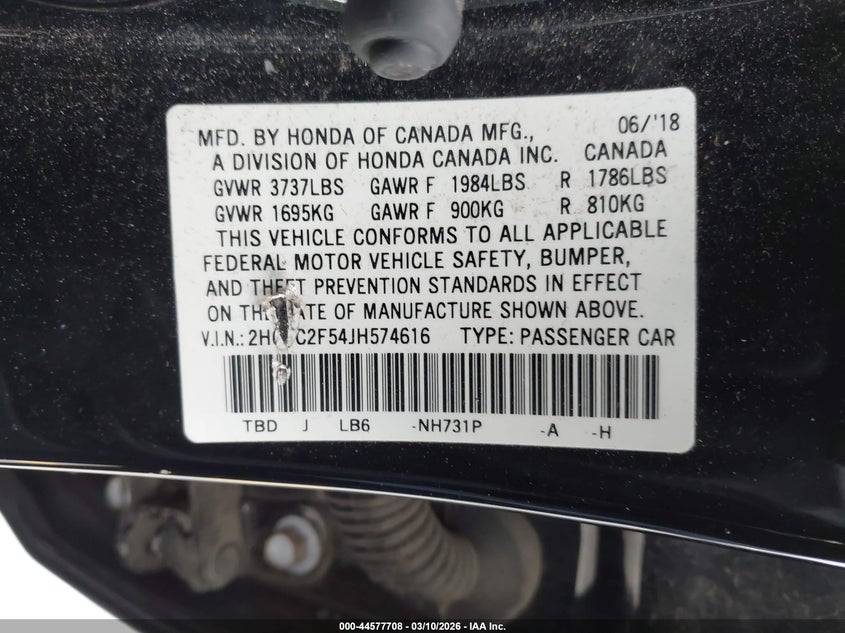 MFD. BY HONDA OF CANADA MFG., 06/'18
A DIVISION OF HONDA CANADA INC. CANADA
GVWR 3737LBS GAWR F 1984LBS R 1786LBS
GVWR 1695KG GAWR F 900KG R 810KG
THIS VEHICLE CONFORMS TO ALL APPLICABLE
FEDERAL MOTOR VEHICLE SAFETY, BUMPER,
AND THEFT PREVENTION STANDARDS IN EFFECT
ON THE DATE OF MANUFACTURE SHOWN ABOVE.
V.I.N.: TYPE: PASSENGER CAR
TBD J LB6 -NH731P -A -H
000-44577708 — 03/10/2026 — IAA Inc.